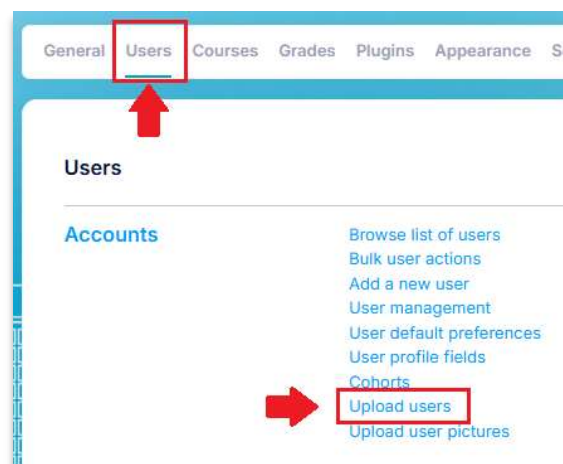 General Users Courses Grades Plugins Appearance
Users
Accounts
Browse list of users
Bulk user actions
Add a new user
User management
User default preferences
User profile fields
Cohorts
Upload users
Upload user pictures